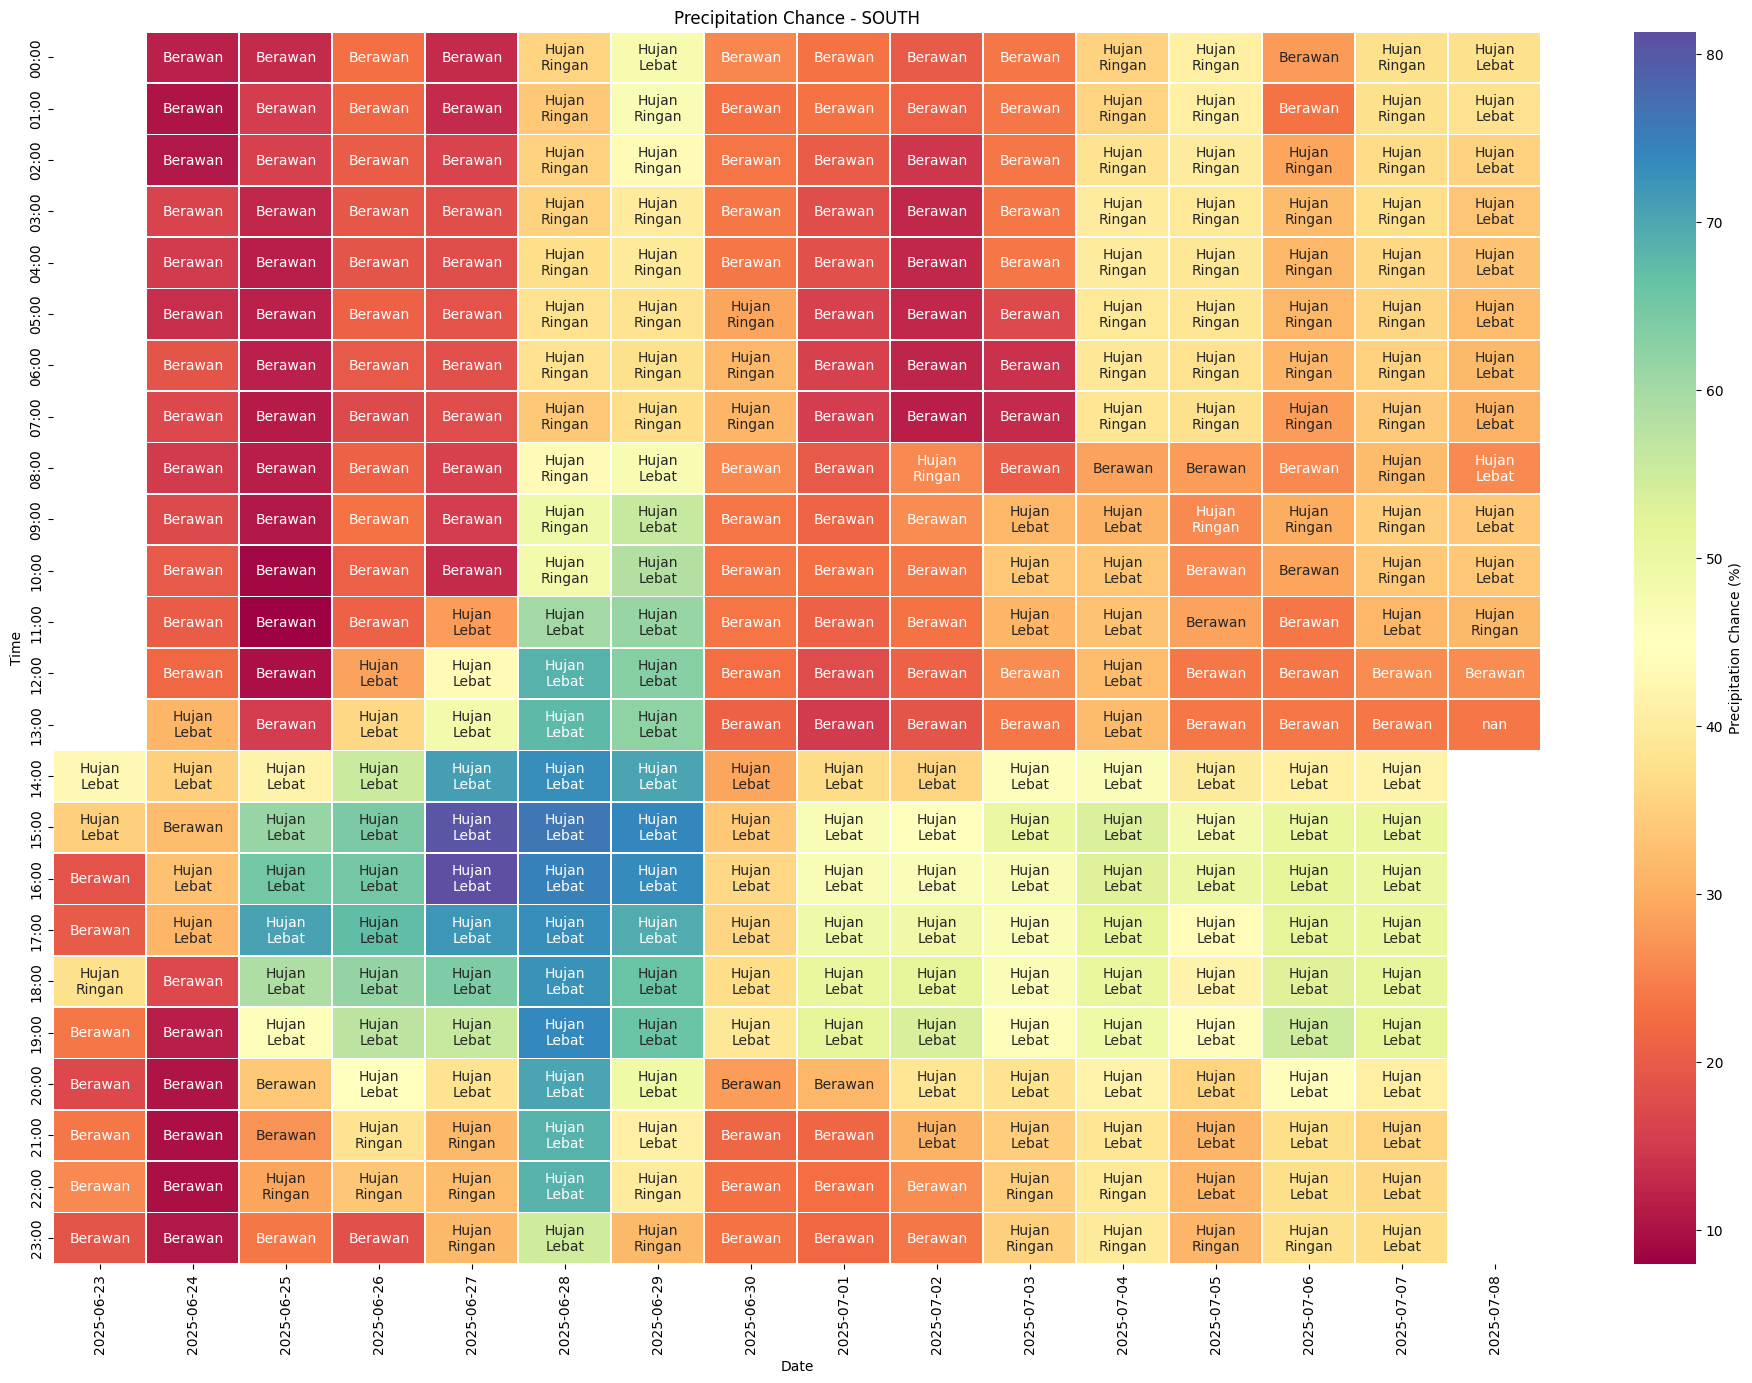 Precipitation Chance - SOUTH
00:00 Berawan Berawan Berawan Berawan Hujan Ringan Hujan Lebat Berawan Berawan Berawan Berawan Hujan Ringan Hujan Ringan Berawan Hujan Ringan Hujan Lebat
01:00 Berawan Berawan Berawan Berawan Hujan Ringan Hujan Ringan Berawan Berawan Berawan Berawan Hujan Ringan Hujan Ringan Berawan Hujan Ringan Hujan Lebat
02:00 Berawan Berawan Berawan Berawan Hujan Ringan Hujan Ringan Berawan Berawan Berawan Berawan Hujan Ringan Hujan Ringan Hujan Ringan Hujan Ringan Hujan Lebat
03:00 Berawan Berawan Berawan Berawan Hujan Ringan Hujan Ringan Berawan Berawan Berawan Berawan Hujan Ringan Hujan Ringan Hujan Ringan Hujan Ringan Hujan Lebat
04:00 Berawan Berawan Berawan Berawan Hujan Ringan Hujan Ringan Berawan Berawan Berawan Berawan Hujan Ringan Hujan Ringan Hujan Ringan Hujan Ringan Hujan Lebat
05:00 Berawan Berawan Berawan Berawan Hujan Ringan Hujan Ringan Hujan Ringan Berawan Berawan Berawan Hujan Ringan Hujan Ringan Hujan Ringan Hujan Ringan Hujan Lebat
06:00 Berawan Berawan Berawan Berawan Hujan Ringan Hujan Ringan Hujan Ringan Berawan Berawan Berawan Hujan Ringan Hujan Ringan Hujan Ringan Hujan Ringan Hujan Lebat
07:00 Berawan Berawan Berawan Berawan Hujan Ringan Hujan Ringan Hujan Ringan Berawan Berawan Berawan Hujan Ringan Hujan Ringan Hujan Ringan Hujan Ringan Hujan Lebat
08:00 Berawan Berawan Berawan Berawan Hujan Ringan Hujan Lebat Berawan Berawan Hujan Ringan Berawan Berawan Berawan Berawan Hujan Ringan Hujan Lebat
09:00 Berawan Berawan Berawan Berawan Hujan Ringan Hujan Lebat Berawan Berawan Berawan Hujan Lebat Hujan Lebat Hujan Ringan Hujan Ringan Hujan Ringan Hujan Lebat
10:00 Berawan Berawan Berawan Berawan Hujan Ringan Hujan Lebat Berawan Berawan Berawan Hujan Lebat Hujan Lebat Berawan Berawan Hujan Ringan Hujan Lebat
11:00 Berawan Berawan Berawan Hujan Lebat Hujan Lebat Hujan Lebat Berawan Berawan Berawan Hujan Lebat Hujan Lebat Berawan Berawan Hujan Lebat Hujan Ringan
12:00 Berawan Berawan Hujan Lebat Hujan Lebat Hujan Lebat Hujan Lebat Berawan Berawan Berawan Berawan Hujan Lebat Berawan Berawan Berawan Berawan
13:00 Hujan Lebat Berawan Hujan Lebat Hujan Lebat Hujan Lebat Hujan Lebat Berawan Berawan Berawan Berawan Hujan Lebat Berawan Berawan Berawan nan
14:00 Hujan Lebat Hujan Lebat Hujan Lebat Hujan Lebat Hujan Lebat Hujan Lebat Hujan Lebat Hujan Lebat Hujan Lebat Hujan Lebat Hujan Lebat Hujan Lebat Hujan Lebat Hujan Lebat Hujan Lebat
15:00 Hujan Lebat Berawan Hujan Lebat Hujan Lebat Hujan Lebat Hujan Lebat Hujan Lebat Hujan Lebat Hujan Lebat Hujan Lebat Hujan Lebat Hujan Lebat Hujan Lebat Hujan Lebat Hujan Lebat
16:00 Berawan Hujan Lebat Hujan Lebat Hujan Lebat Hujan Lebat Hujan Lebat Hujan Lebat Hujan Lebat Hujan Lebat Hujan Lebat Hujan Lebat Hujan Lebat Hujan Lebat Hujan Lebat Hujan Lebat
17:00 Berawan Hujan Lebat Hujan Lebat Hujan Lebat Hujan Lebat Hujan Lebat Hujan Lebat Hujan Lebat Hujan Lebat Hujan Lebat Hujan Lebat Hujan Lebat Hujan Lebat Hujan Lebat Hujan Lebat
18:00 Hujan Ringan Berawan Hujan Lebat Hujan Lebat Hujan Lebat Hujan Lebat Hujan Lebat Hujan Lebat Hujan Lebat Hujan Lebat Hujan Lebat Hujan Lebat Hujan Lebat Hujan Lebat Hujan Lebat
19:00 Berawan Berawan Hujan Lebat Hujan Lebat Hujan Lebat Hujan Lebat Hujan Lebat Hujan Lebat Hujan Lebat Hujan Lebat Hujan Lebat Hujan Lebat Hujan Lebat Hujan Lebat Hujan Lebat
20:00 Berawan Berawan Berawan Hujan Lebat Hujan Lebat Hujan Lebat Hujan Lebat Berawan Berawan Hujan Lebat Hujan Lebat Hujan Lebat Hujan Lebat Hujan Lebat Hujan Lebat
21:00 Berawan Berawan Berawan Hujan Ringan Hujan Ringan Hujan Lebat Hujan Lebat Berawan Berawan Hujan Lebat Hujan Lebat Hujan Lebat Hujan Lebat Hujan Lebat Hujan Lebat
22:00 Berawan Berawan Hujan Ringan Hujan Ringan Hujan Ringan Hujan Lebat Hujan Ringan Berawan Berawan Berawan Hujan Ringan Hujan Ringan Hujan Lebat Hujan Lebat Hujan Lebat
23:00 Berawan Berawan Berawan Berawan Hujan Ringan Hujan Lebat Hujan Ringan Berawan Berawan Berawan Hujan Ringan Hujan Ringan Hujan Ringan Hujan Ringan Hujan Lebat
Time
2025-06-23 2025-06-24 2025-06-25 2025-06-26 2025-06-27 2025-06-28 2025-06-29 2025-06-30 2025-07-01 2025-07-02 2025-07-03 2025-07-04 2025-07-05 2025-07-06 2025-07-07 2025-07-08
Date
80
70
60
50
40
30
20
10
Precipitation Chance (%)